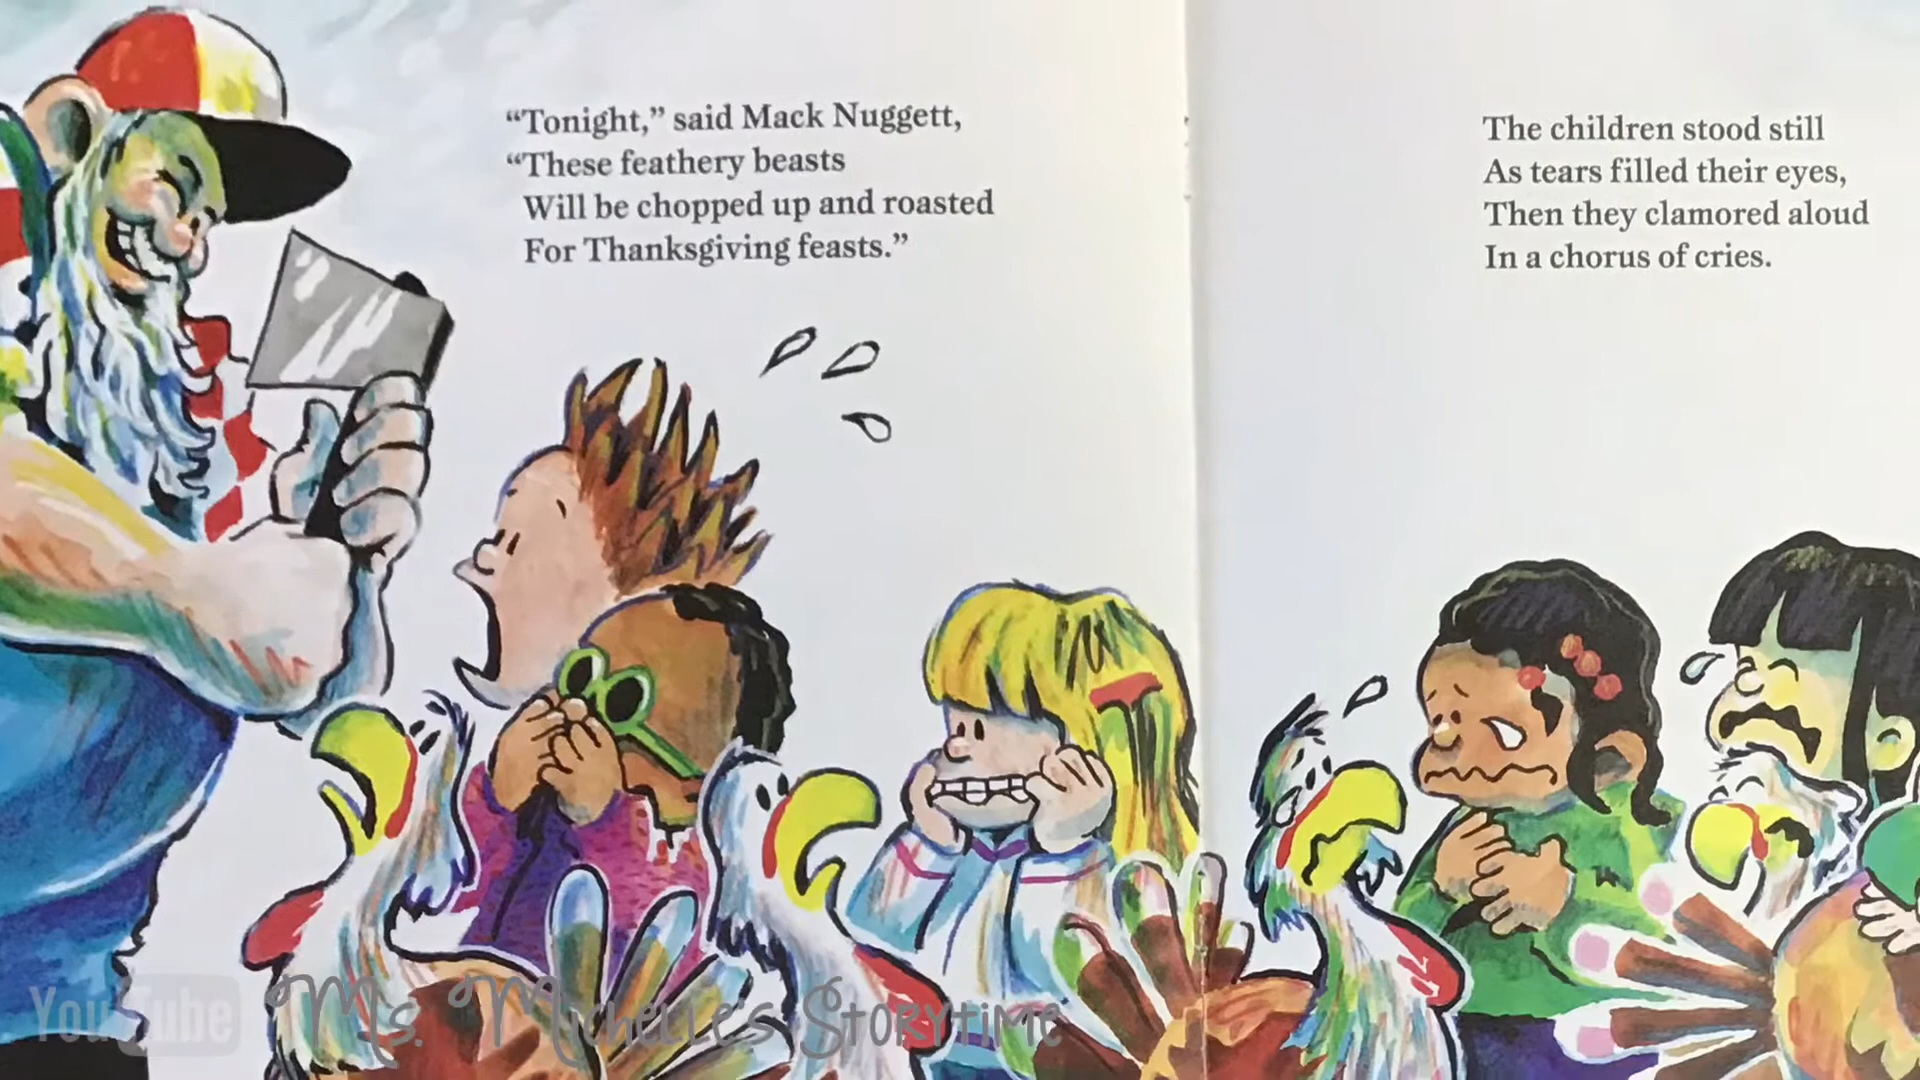 “Tonight,” said Mack Nuggett,
“These feathery beasts
Will be chopped up and roasted
For Thanksgiving feasts.”
The children stood still
As tears filled their eyes,
Then they clamored aloud
In a chorus of cries.
YouTube Ms. Michelle's Storytime